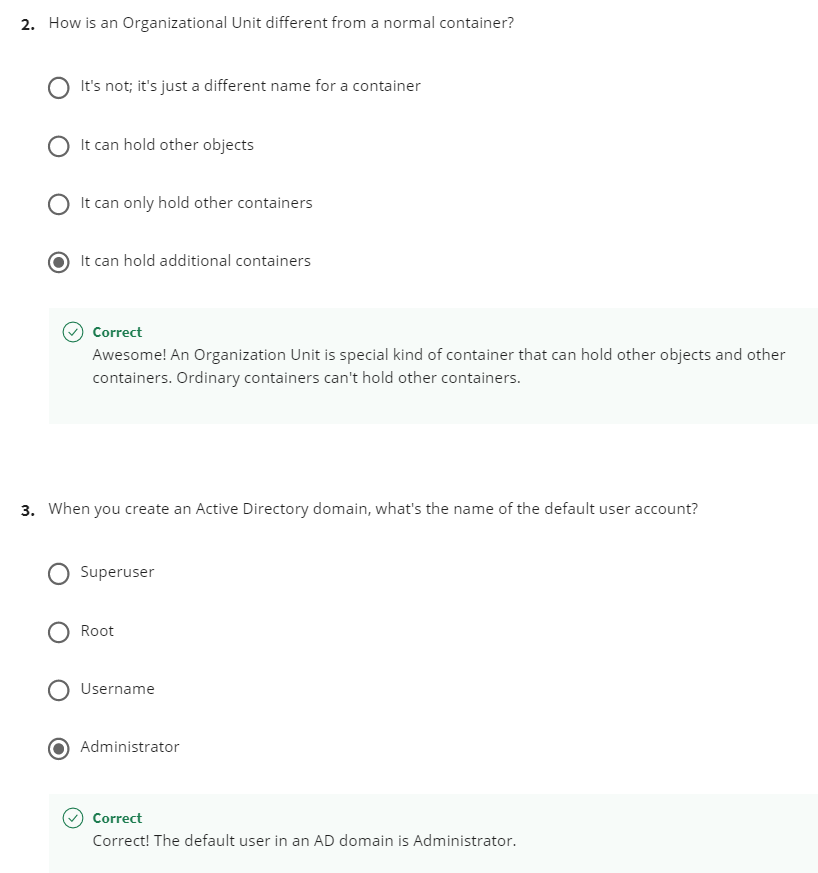 2. How is an Organizational Unit different from a normal container?
It's not; it's just a different name for a container
It can hold other objects
It can only hold other containers
It can hold additional containers
Correct
Awesome! An Organization Unit is special kind of container that can hold other objects and other
containers. Ordinary containers can't hold other containers.
3. When you create an Active Directory domain, what's the name of the default user account?
Superuser
Root
Username
Administrator
Correct
Correct! The default user in an AD domain is Administrator.